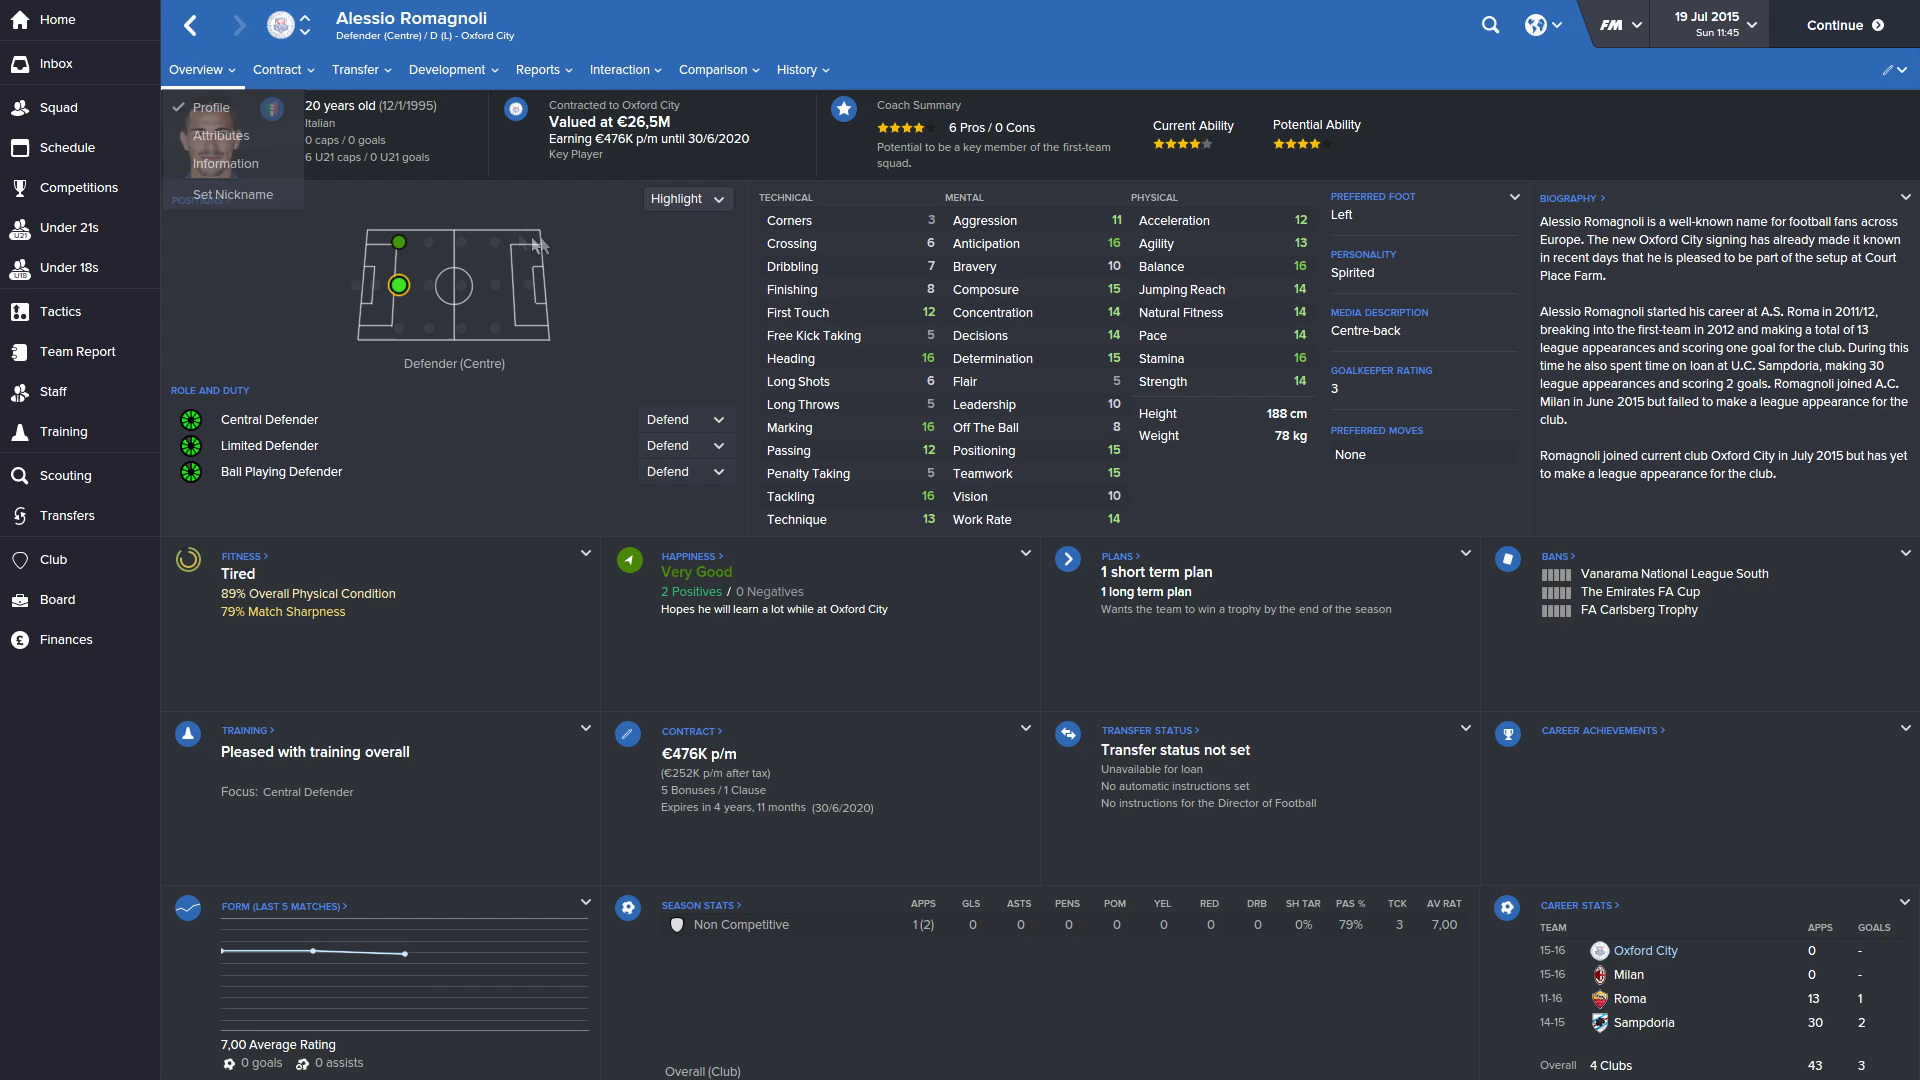 Home
Inbox
Squad
Schedule
Competitions
Under 21s
Under 18s
Tactics
Team Report
Staff
Training
Scouting
Transfers
Club
Board
Finances
Alessio Romagnoli
Defender (Centre) / D (L) - Oxford City
FM
19 Jul 2015
Sun 11:45
Continue
Overview
Contract
Transfer
Development
Reports
Interaction
Comparison
History
Profile
Attributes
Information
Set Nickname
20 years old (12/1/1995)
Italian
0 caps / 0 goals
6 U21 caps / 0 U21 goals
Contracted to Oxford City
Valued at €26,5M
Earning €476K p/m until 30/6/2020
Key Player
Coach Summary
6 Pros / 0 Cons
Potential to be a key member of the first-team
squad.
Current Ability
Potential Ability
POSITIONS
Highlight
Defender (Centre)
ROLE AND DUTY
Central Defender Defend
Limited Defender Defend
Ball Playing Defender Defend
TECHNICAL
Corners 3
Crossing 6
Dribbling 7
Finishing 8
First Touch 12
Free Kick Taking 5
Heading 16
Long Shots 6
Long Throws 5
Marking 16
Passing 12
Penalty Taking 5
Tackling 16
Technique 13
MENTAL
Aggression 11
Anticipation 16
Bravery 10
Composure 15
Concentration 14
Decisions 14
Determination 15
Flair 5
Leadership 10
Off The Ball 8
Positioning 15
Teamwork 15
Vision 10
Work Rate 14
PHYSICAL
Acceleration 12
Agility 13
Balance 16
Jumping Reach 14
Natural Fitness 14
Pace 14
Stamina 16
Strength 14
Height 188 cm
Weight 78 kg
PREFERRED FOOT
Left
PERSONALITY
Spirited
MEDIA DESCRIPTION
Centre-back
GOALKEEPER RATING
3
PREFERRED MOVES
None
BIOGRAPHY >
Alessio Romagnoli is a well-known name for football fans across
Europe. The new Oxford City signing has already made it known
in recent days that he is pleased to be part of the setup at Court
Place Farm.
Alessio Romagnoli started his career at A.S. Roma in 2011/12,
breaking into the first-team in 2012 and making a total of 13
league appearances and scoring one goal for the club. During this
time he also spent time on loan at U.C. Sampdoria, making 30
league appearances and scoring 2 goals. Romagnoli joined A.C.
Milan in June 2015 but failed to make a league appearance for the
club.
Romagnoli joined current club Oxford City in July 2015 but has yet
to make a league appearance for the club.
FITNESS >
Tired
89% Overall Physical Condition
79% Match Sharpness
HAPPINESS >
Very Good
2 Positives / 0 Negatives
Hopes he will learn a lot while at Oxford City
PLANS >
1 short term plan
1 long term plan
Wants the team to win a trophy by the end of the season
BANS >
Vanarama National League South
The Emirates FA Cup
FA Carlsberg Trophy
TRAINING >
Pleased with training overall
Focus: Central Defender
CONTRACT >
€476K p/m
(€252K p/m after tax)
5 Bonuses / 1 Clause
Expires in 4 years, 11 months (30/6/2020)
TRANSFER STATUS >
Transfer status not set
Unavailable for loan
No automatic instructions set
No instructions for the Director of Football
CAREER ACHIEVEMENTS >
FORM (LAST 5 MATCHES) >
7,00 Average Rating
0 goals 0 assists
SEASON STATS > APPS GLS ASTS PENS POM YEL RED DRB SH TAR PAS % TCK AV RAT
Non Competitive 1 (2) 0 0 0 0 0 0 0 0% 79% 3 7,00
Overall (Club)
CAREER STATS >
TEAM APPS GOALS
15-16 Oxford City 0 -
15-16 Milan 0 -
11-16 Roma 13 1
14-15 Sampdoria 30 2
Overall 4 Clubs 43 3